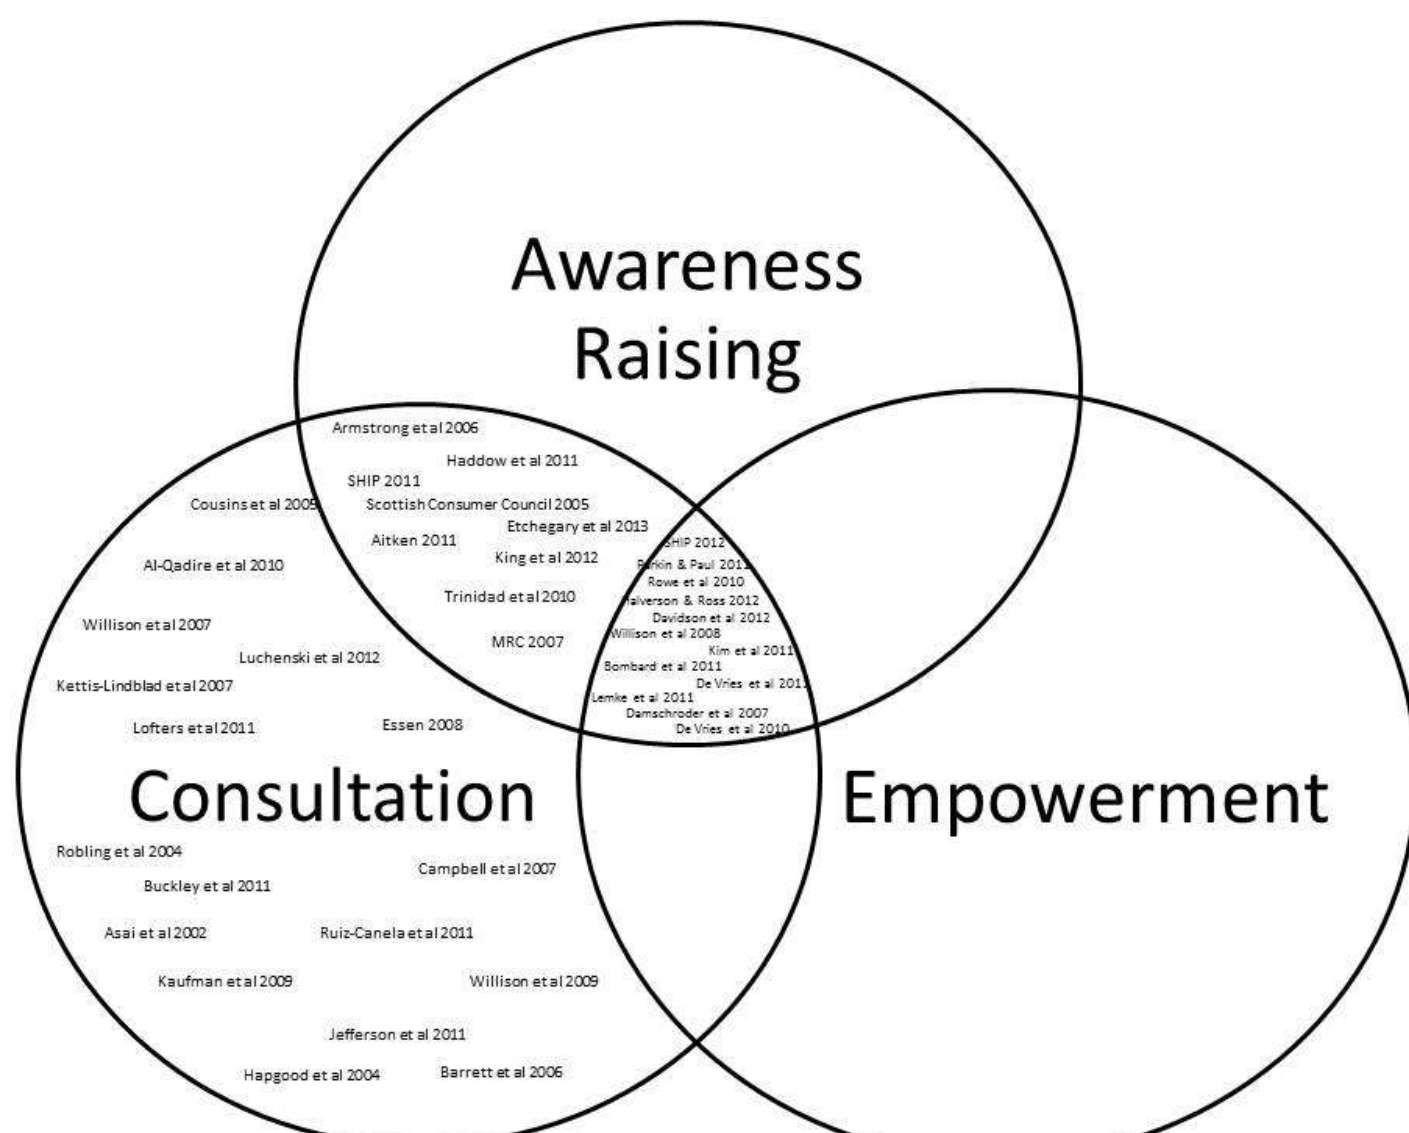 Awareness
Raising
Armstrong et al 2006
Haddow et al 2011
SHIP 2011
Cousins et al 2005
Scottish Consumer Council 2005
Etchegary et al 2013
Aitken 2011
SHIP 2012
King et al 2012
Al-Qadire et al 2010
Parkin & Paul 2011
Rowe et al 2010
Trinidad et al 2010
Halverson & Ross 2012
Davidson et al 2012
Willison et al 2007
Willison et al 2008
MRC 2007
Kim et al 2011
Luchenski et al 2012
Bombard et al 2011
Kettis-Lindblad et al 2007
De Vries et al 2011
Lemke et al 2011
Damschroder et al 2007
Lofters et al 2011
Essen 2008
De Vries et al 2010
Consultation
Empowerment
Robling et al 2004
Campbell et al 2007
Buckley et al 2011
Asai et al 2002
Ruiz-Canela et al 2011
Kaufman et al 2009
Willison et al 2009
Jefferson et al 2011
Hapgood et al 2004
Barrett et al 2006